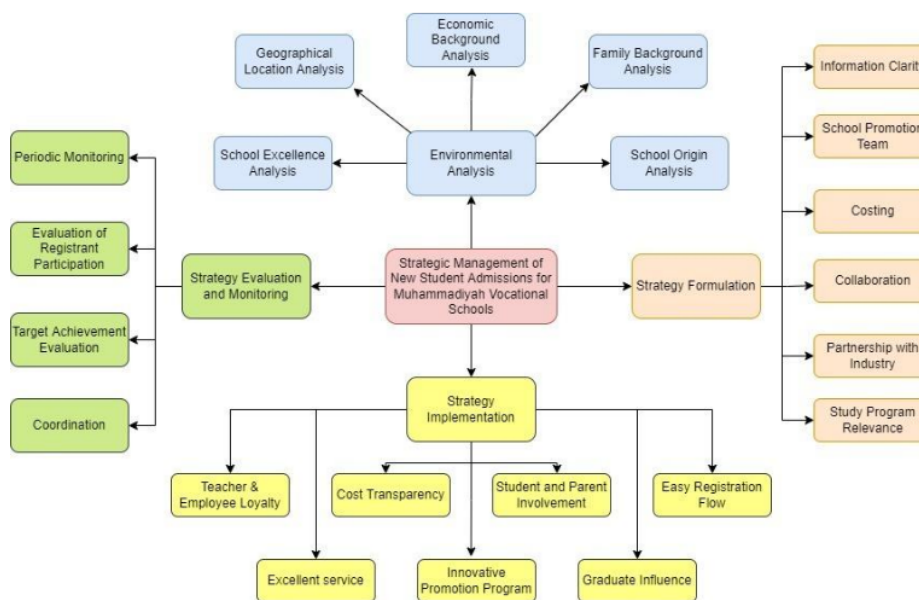 Economic
Background
Analysis
Geographical
Location Analysis
Family Background
Analysis
School Excellence
Analysis
Environmental
Analysis
School Origin
Analysis
Information Clarity
School Promotion
Team
Costing
Collaboration
Partnership with
Industry
Study Program
Relevance
Periodic Monitoring
Evaluation of
Registrant
Participation
Target Achievement
Evaluation
Coordination
Strategy Evaluation
and Monitoring
Strategic Management of
New Student Admissions for
Muhammadiyah Vocational
Schools
Strategy Formulation
Strategy
Implementation
Teacher &
Employee Loyalty
Cost Transparency
Student and Parent
Involvement
Easy Registration
Flow
Excellent service
Innovative
Promotion Program
Graduate Influence